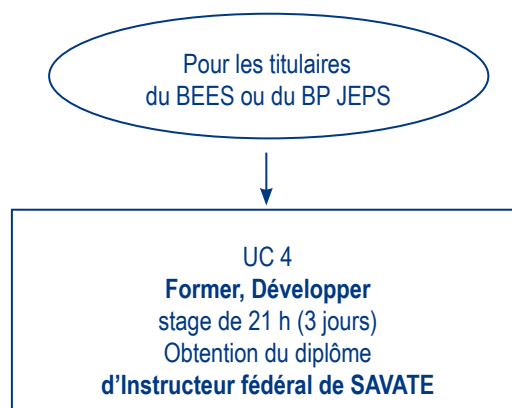 Pour les titulaires
du BEES ou du BP JEPS
UC 4
Former, Développer
stage de 21 h (3 jours)
Obtention du diplôme
d'Instructeur fédéral de SAVATE